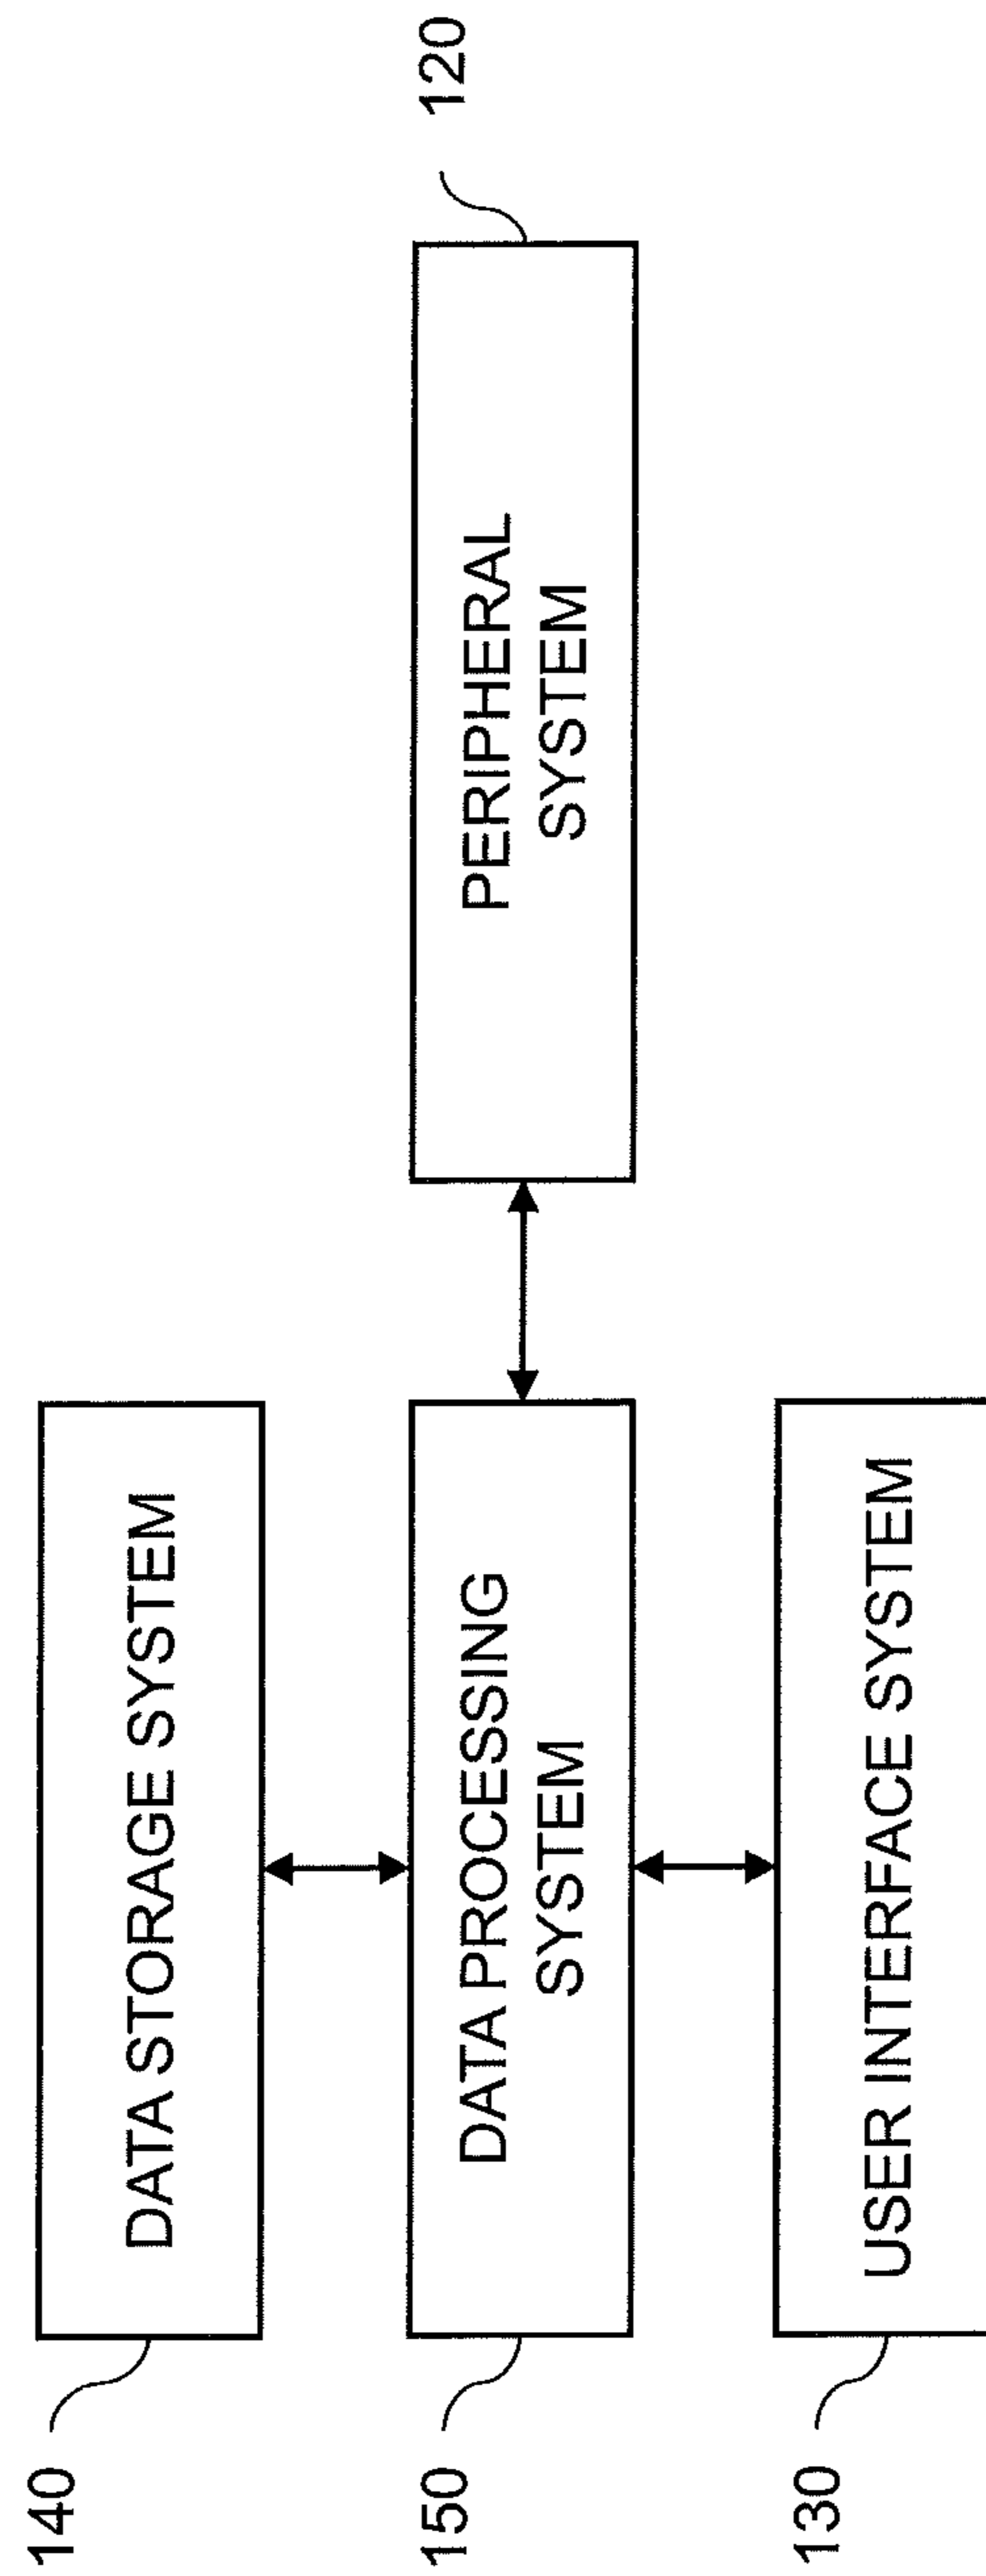 140
DATA STORAGE SYSTEM
120
150
DATA PROCESSING
SYSTEM
PERIPHERAL
SYSTEM
130
USER INTERFACE SYSTEM